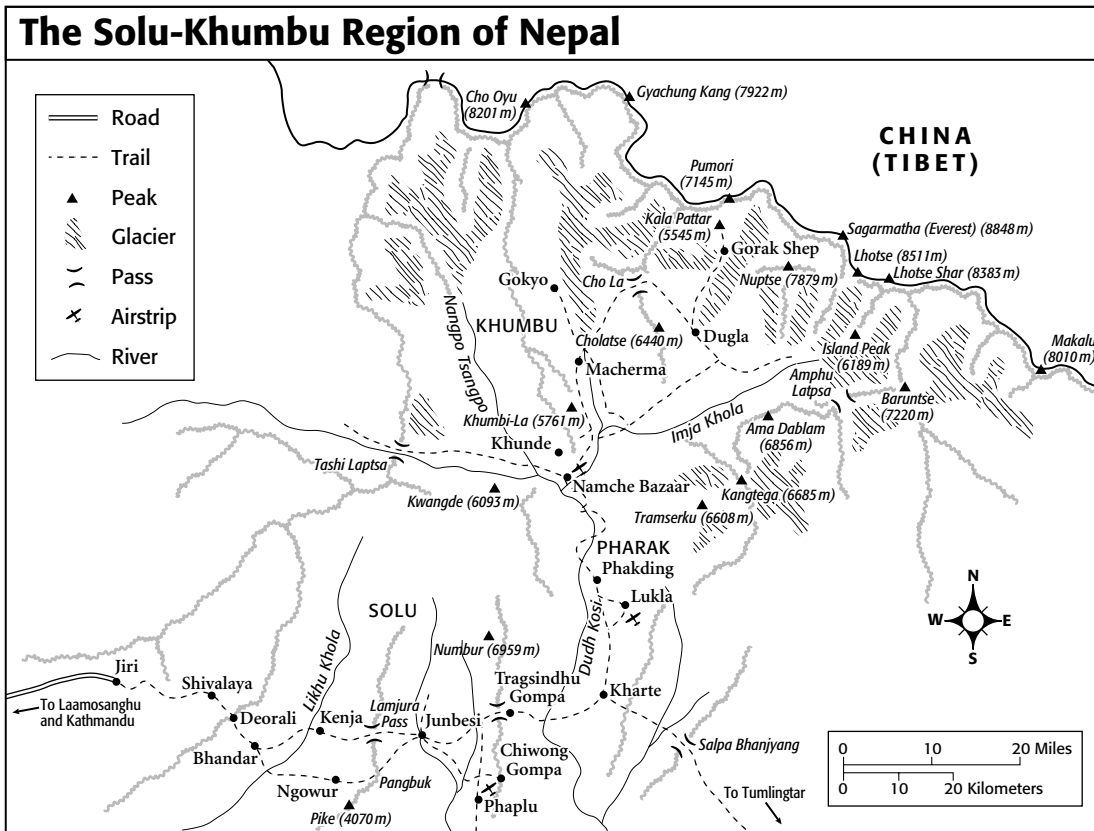 The Solu-Khumbu Region of Nepal
Road
Trail
Peak
Glacier
Pass
Airstrip
River
Cho Oyu
(8201 m)
Gyachung Kang (7922 m)
CHINA
(TIBET)
Pumori
(7145 m)
Kala Pattar
(5545 m)
Gorak Shep
Sagarmatha (Everest) (8848 m)
Lhotse (8511m)
Lhotse Shar (8383 m)
Nuptse (7879 m)
Cho La
Gokyo
KHUMBU
Nangpo Tsangpo
Cholatse (6440 m)
Dugla
Island Peak
(6189 m)
Makalu
(8010 m)
Macherma
Amphu
Latpsa
Baruntse
(7220 m)
Khumbi-La (5761 m)
Imja Khola
Ama Dablam
(6856 m)
Khunde
Tashi Laptsa
Namche Bazaar
Kwangde (6093 m)
Kangtega (6685 m)
Tramserku (6608 m)
PHARAK
Phakding
Lukla
N
W
E
S
SOLU
Likhu Khola
Numbur (6959 m)
Dudh Kosi
Jiri
To Laamosanghu
and Kathmandu
Shivalaya
Deorali
Bhandar
Kenja
Lamjura
Pass
Junbesi
Tragsindhu
Gompa
Kharte
Salpa Bhanjyang
Chiwong
Gompa
Ngowur
Pangbuk
Pike (4070 m)
Phaplu
To Tumlingtar
0 10 20 Miles
0 10 20 Kilometers